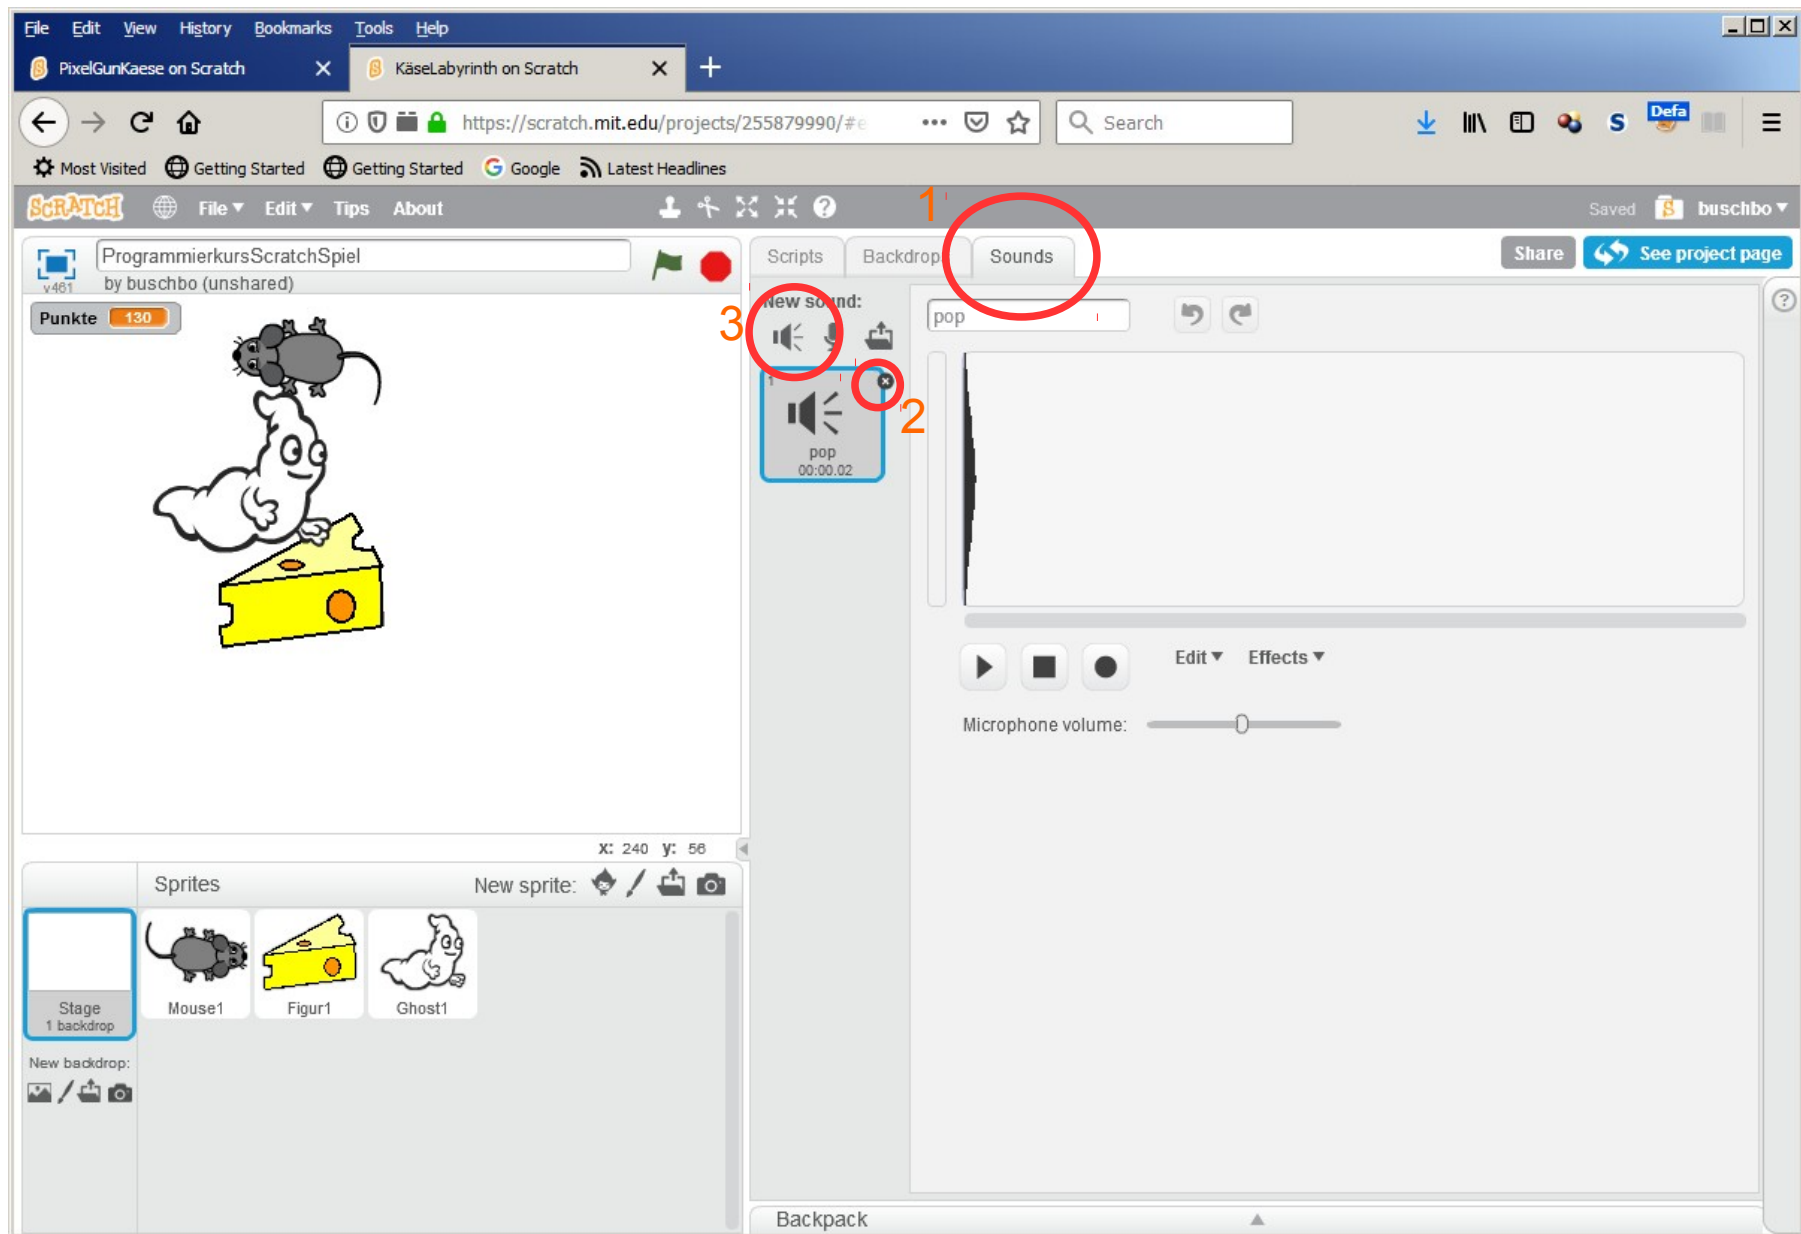 File Edit View History Bookmarks Tools Help
PixelGunKaese on Scratch
KäseLabyrinth on Scratch
https://scratch.mit.edu/projects/255879990/#e
Search
S
Defa
Most Visited Getting Started Getting Started Google Latest Headlines
SCRATCH File Edit Tips About
Saved buschbo
1
ProgrammierkursScratchSpiel
by buschbo (unshared)
v461
Scripts Backdrop Sounds
Share See project page
Punkte 130
New sound:
3
pop
1
2
pop
00:00.02
Edit Effects
Microphone volume:
x: 240 y: 56
Sprites New sprite:
Stage
1 backdrop
Mouse1 Figur1 Ghost1
New backdrop:
Backpack